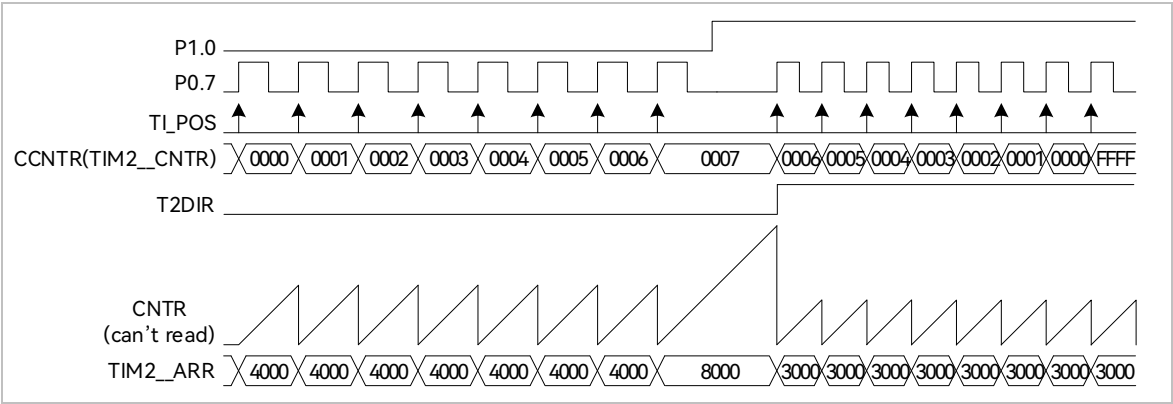 P1.0
P0.7
TI_POS
CCNTR(TIM2__CNTR) 0000 0001 0002 0003 0004 0005 0006 0007 0006 0005 0004 0003 0002 0001 0000 FFFF
T2DIR
CNTR
(can't read)
TIM2__ARR 4000 4000 4000 4000 4000 4000 4000 8000 3000 3000 3000 3000 3000 3000 3000 3000